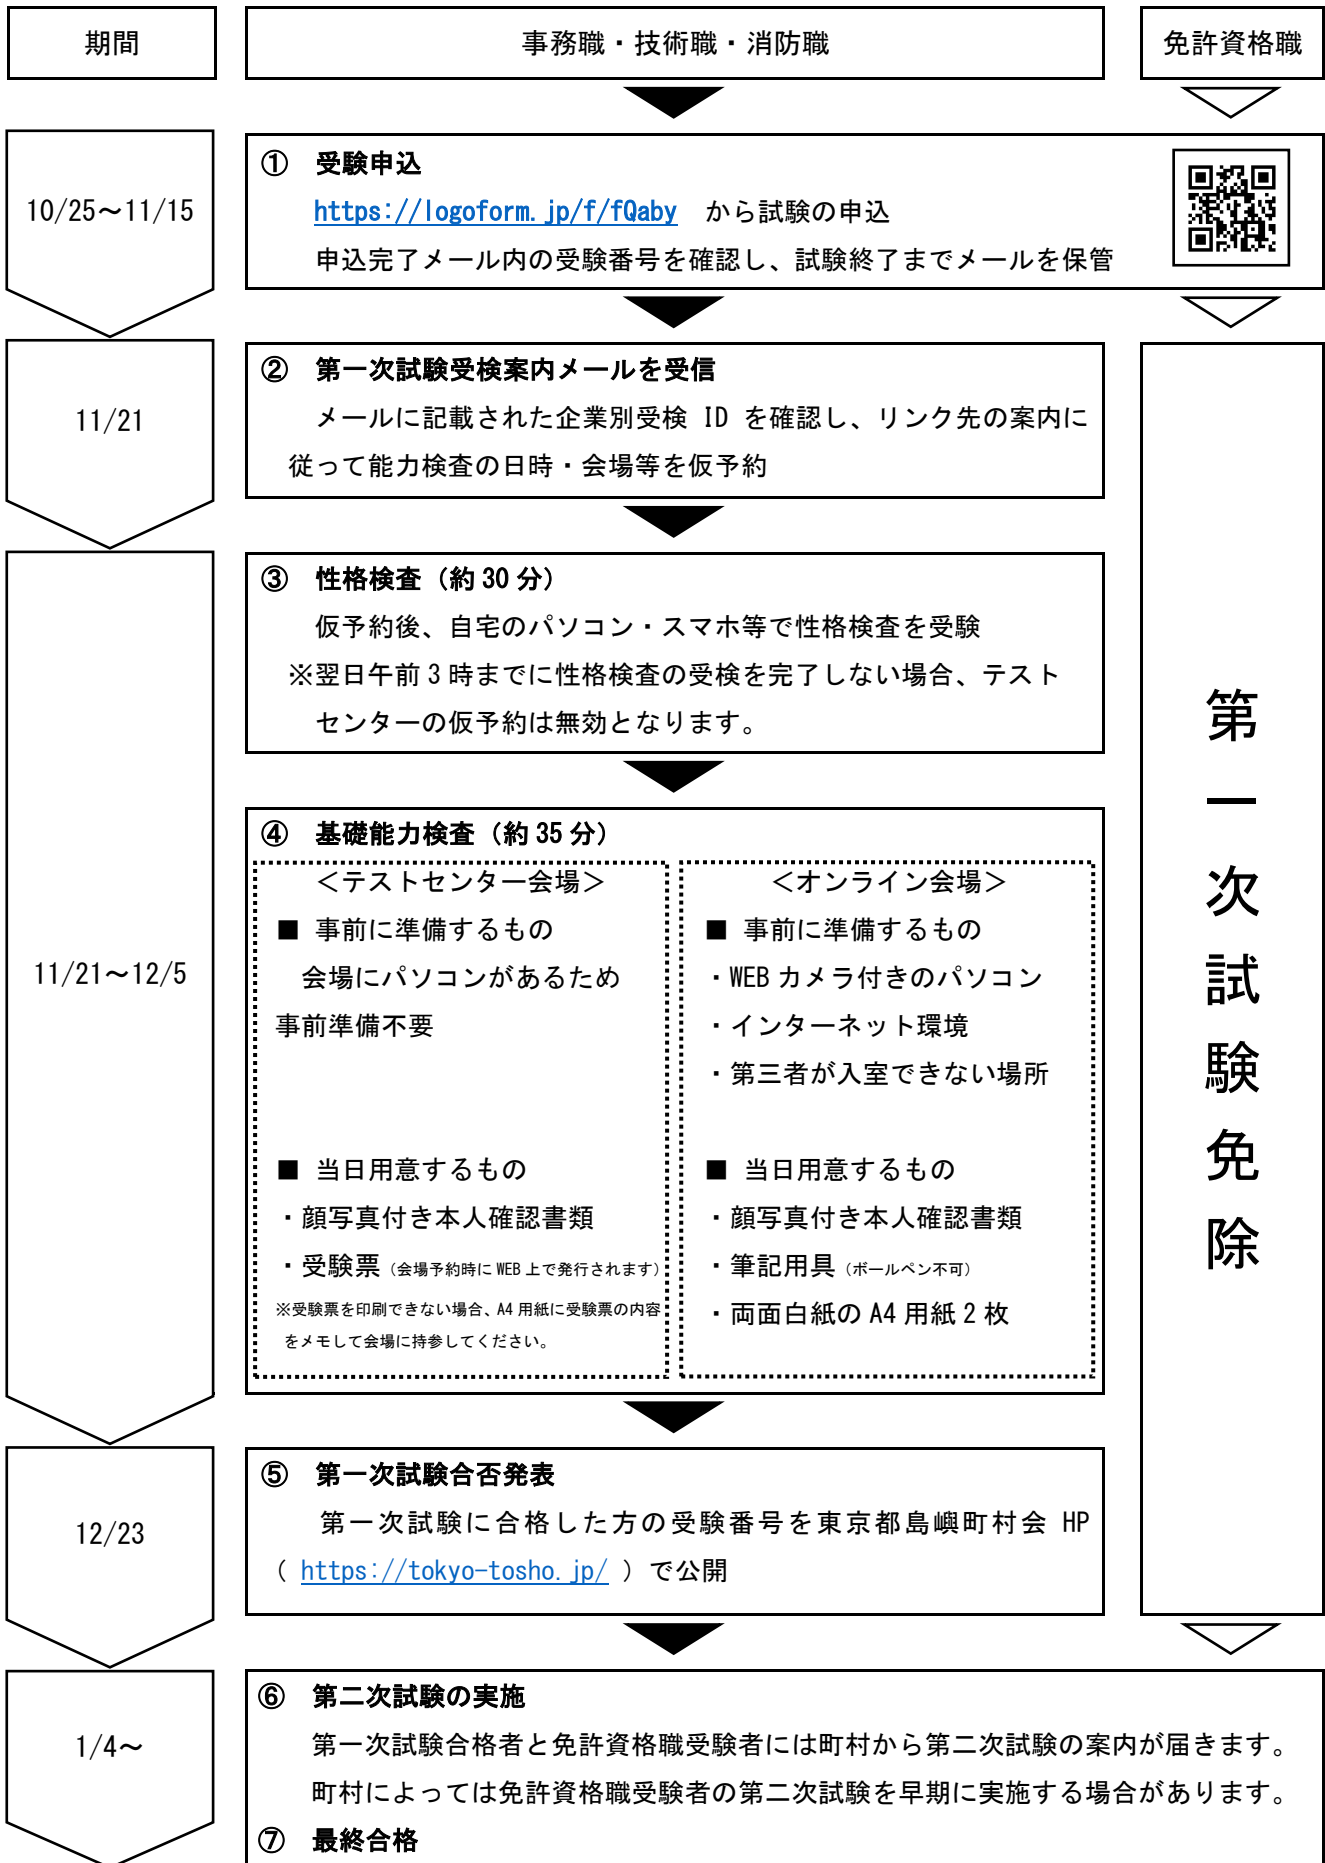 期間
事務職・技術職・消防職
免許資格職
10/25～11/15
① 受験申込
https://logoform.jp/f/fQaby から試験の申込
申込完了メール内の受験番号を確認し、試験終了までメールを保管
11/21
② 第一次試験受検案内メールを受信
メールに記載された企業別受検 ID を確認し、リンク先の案内に
従って能力検査の日時・会場等を仮予約
第一次試験免除
11/21～12/5
③ 性格検査（約 30 分）
仮予約後、自宅のパソコン・スマホ等で性格検査を受験
※翌日午前 3 時までに性格検査の受検を完了しない場合、テスト
センターの仮予約は無効となります。
④ 基礎能力検査（約 35 分）
＜テストセンター会場＞
■ 事前に準備するもの
会場にパソコンがあるため
事前準備不要
■ 当日用意するもの
・顔写真付き本人確認書類
・受験票（会場予約時に WEB 上で発行されます）
※受験票を印刷できない場合、A4 用紙に受験票の内容
をメモして会場に持参してください。
＜オンライン会場＞
■ 事前に準備するもの
・WEB カメラ付きのパソコン
・インターネット環境
・第三者が入室できない場所
■ 当日用意するもの
・顔写真付き本人確認書類
・筆記用具（ボールペン不可）
・両面白紙の A4 用紙 2 枚
12/23
⑤ 第一次試験合否発表
第一次試験に合格した方の受験番号を東京都島嶼町村会 HP
( https://tokyo-tosho.jp/ ) で公開
1/4～
⑥ 第二次試験の実施
第一次試験合格者と免許資格職受験者には町村から第二次試験の案内が届きます。
町村によっては免許資格職受験者の第二次試験を早期に実施する場合があります。
⑦ 最終合格